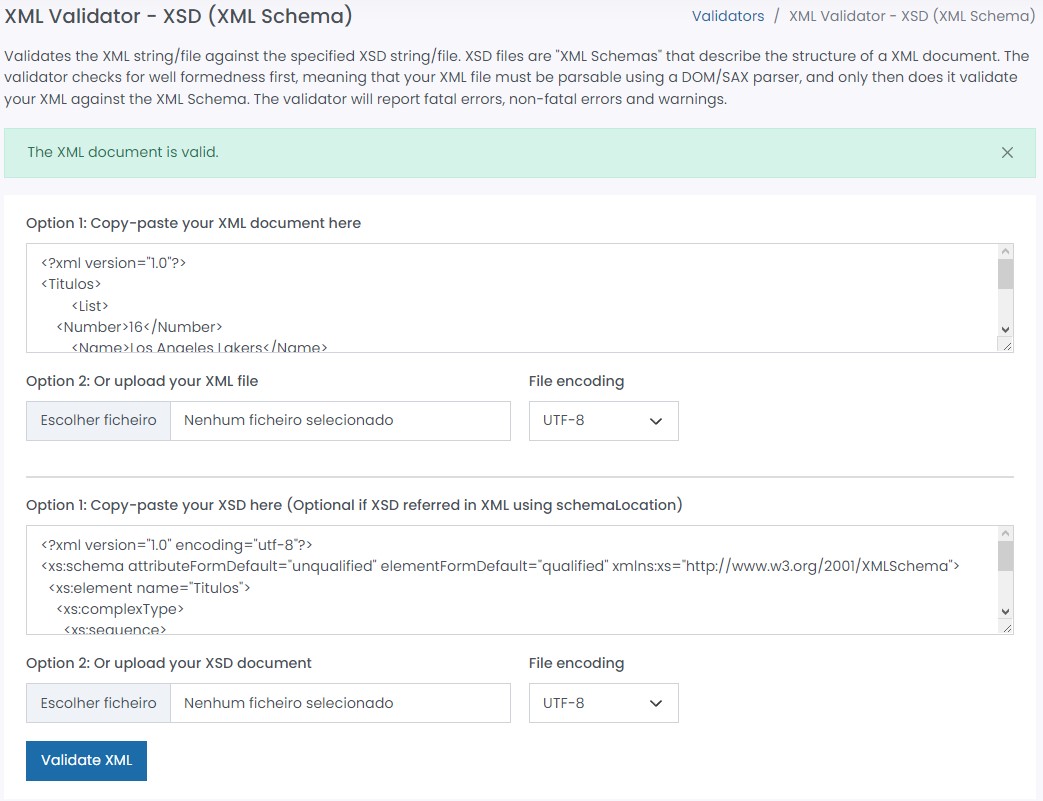 XML Validator - XSD (XML Schema)
Validators / XML Validator - XSD (XML Schema)
Validates the XML string/file against the specified XSD string/file. XSD files are "XML Schemas" that describe the structure of a XML document. The
validator checks for well formedness first, meaning that your XML file must be parsable using a DOM/SAX parser, and only then does it validate
your XML against the XML Schema. The validator will report fatal errors, non-fatal errors and warnings.
The XML document is valid.
Option 1: Copy-paste your XML document here
<?xml version="1.0"?>
<Titulos>
<List>
<Number>16</Number>
<Name>Los Angeles Lakers</Name>
Option 2: Or upload your XML file
File encoding
Escolher ficheiro Nenhum ficheiro selecionado
UTF-8
Option 1: Copy-paste your XSD here (Optional if XSD referred in XML using schemaLocation)
<?xml version="1.0" encoding="utf-8"?>
<xs:schema attributeFormDefault="unqualified" elementFormDefault="qualified" xmlns:xs="http://www.w3.org/2001/XMLSchema">
<xs:element name="Titulos">
<xs:complexType>
<xs:sequence>
Option 2: Or upload your XSD document
File encoding
Escolher ficheiro Nenhum ficheiro selecionado
UTF-8
Validate XML